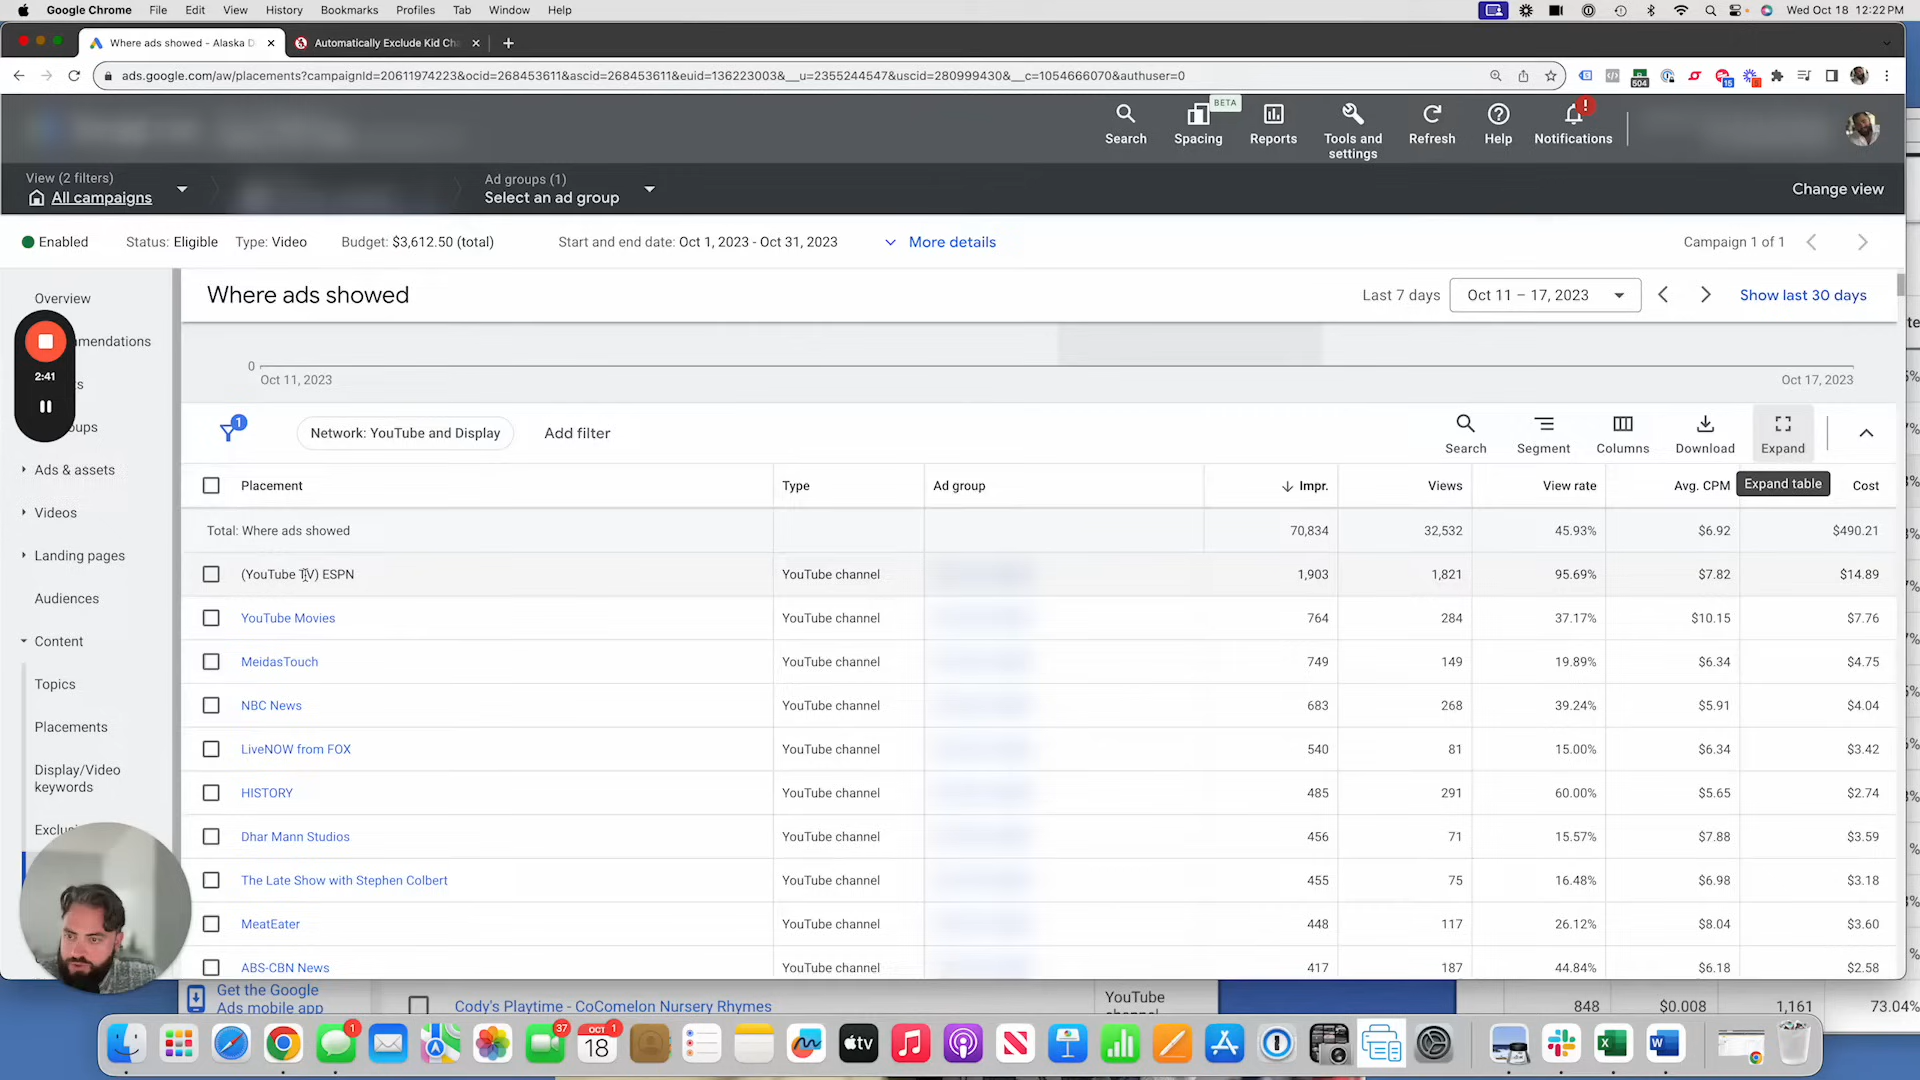 Google Chrome File Edit View History Bookmarks Profiles Tab Window Help Wed Oct 18 12:22 PM
Where ads showed - Alaska D Automatically Exclude Kid Ch
ads.google.com/aw/placements?campaignId=20611974223&ocid=268453611&ascid=268453611&euid=136223003&__u=2355244547&uscid=280999430&__c=1054666070&authuser=0
504 15
BETA
Search Spacing Reports Tools and settings Refresh Help Notifications
View (2 filters)
All campaigns
Ad groups (1)
Select an ad group
Change view
Enabled Status: Eligible Type: Video Budget: $3,612.50 (total) Start and end date: Oct 1, 2023 - Oct 31, 2023 More details Campaign 1 of 1
Overview
mendations
2:41
Ads & assets
Videos
Landing pages
Audiences
Content
Topics
Placements
Display/Video
keywords
Where ads showed Last 7 days Oct 11 – 17, 2023 Show last 30 days
0
Oct 11, 2023 Oct 17, 2023
1 Network: YouTube and Display Add filter Search Segment Columns Download Expand
Expand table
Placement Type Ad group Impr. Views View rate Avg. CPM Cost
Total: Where ads showed 70,834 32,532 45.93% $6.92 $490.21
(YouTube TV) ESPN YouTube channel 1,903 1,821 95.69% $7.82 $14.89
YouTube Movies YouTube channel 764 284 37.17% $10.15 $7.76
MeidasTouch YouTube channel 749 149 19.89% $6.34 $4.75
NBC News YouTube channel 683 268 39.24% $5.91 $4.04
LiveNOW from FOX YouTube channel 540 81 15.00% $6.34 $3.42
HISTORY YouTube channel 485 291 60.00% $5.65 $2.74
Dhar Mann Studios YouTube channel 456 71 15.57% $7.88 $3.59
The Late Show with Stephen Colbert YouTube channel 455 75 16.48% $6.98 $3.18
MeatEater YouTube channel 448 117 26.12% $8.04 $3.60
ABS-CBN News YouTube channel 417 187 44.84% $6.18 $2.58
Get the Google
Ads mobile app
Cody's Playtime - CoComelon Nursery Rhymes YouTube 848 $0.008 1,161 73.04%
1 37 OCT 18 1 tv